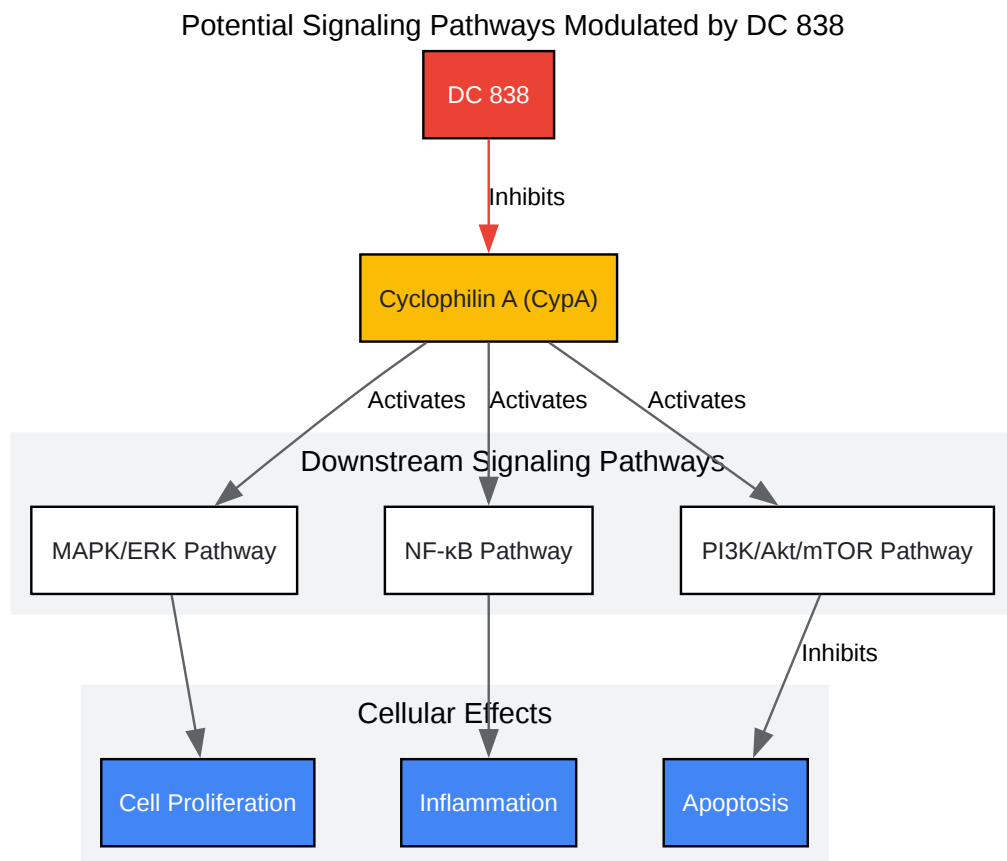 Potential Signaling Pathways Modulated by DC 838
DC 838
Inhibits
Cyclophilin A (CypA)
Activates
Activates
Activates
Downstream Signaling Pathways
MAPK/ERK Pathway
NF-κB Pathway
PI3K/Akt/mTOR Pathway
Inhibits
Cellular Effects
Cell Proliferation
Inflammation
Apoptosis